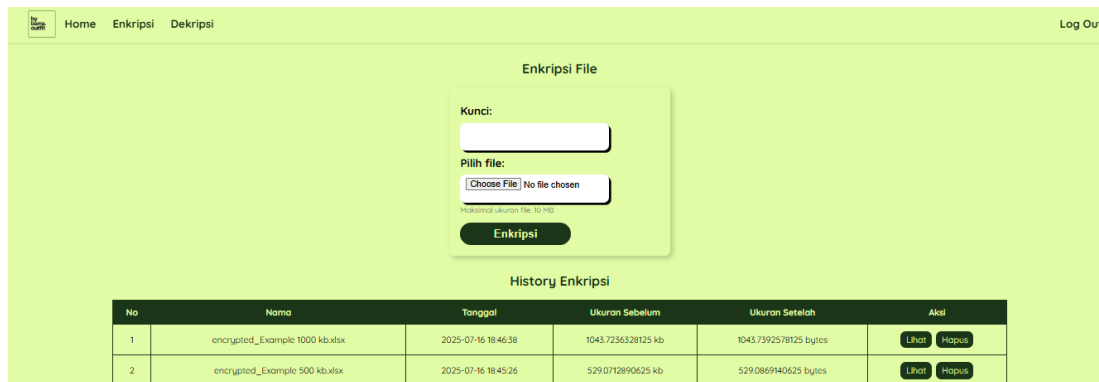 Home Enkripsi Dekripsi Log Out
Enkripsi File
Kunci:
Pilih file:
Choose File No file chosen
Maksimal ukuran file: 10 MB
Enkripsi
History Enkripsi
No Nama Tanggal Ukuran Sebelum Ukuran Setelah Aksi
1 encrypted_Example 1000 kb.xlsx 2025-07-16 18:46:38 1043.7236328125 kb 1043.7392578125 bytes Lihat Hapus
2 encrypted_Example 500 kb.xlsx 2025-07-16 18:45:26 529.0712890625 kb 529.0869140625 bytes Lihat Hapus